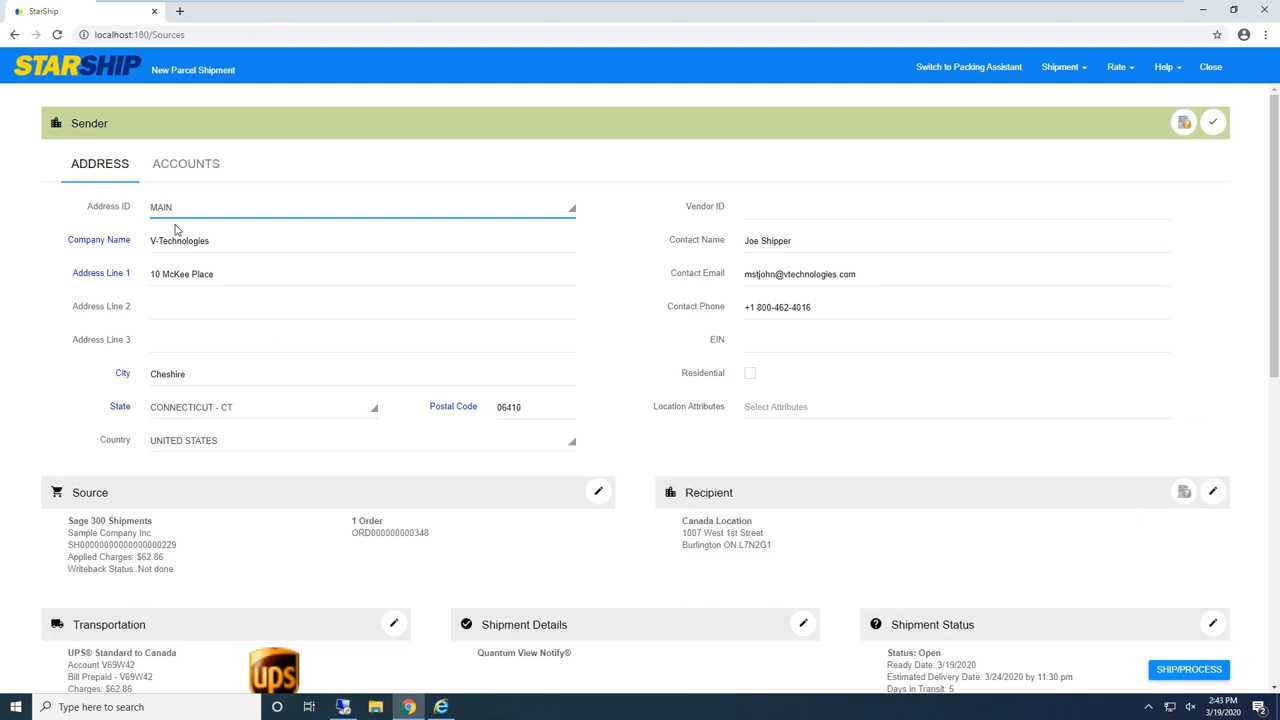 StarShip
localhost:180/Sources
STARSHIP New Parcel Shipment Switch to Packing Assistant Shipment Rate Help Close
Sender
ADDRESS ACCOUNTS
Address ID MAIN Vendor ID
Company Name V-Technologies Contact Name Joe Shipper
Address Line 1 10 McKee Place Contact Email mstjohn@vtechnologies.com
Address Line 2 Contact Phone +1 800-462-4016
Address Line 3 EIN
City Cheshire Residential
State CONNECTICUT - CT Postal Code 06410 Location Attributes Select Attributes
Country UNITED STATES
Source Recipient
Sage 300 Shipments 1 Order Canada Location
Sample Company Inc. ORD000000000348 1007 West 1st Street
SH0000000000000000229 Burlington ON L7N2G1
Applied Charges: $62.86
Writeback Status: Not done
Transportation Shipment Details Shipment Status
UPS® Standard to Canada Quantum View Notify® Status: Open
Account V69W42 ups Ready Date: 3/19/2020 SHIP/PROCESS
Bill Prepaid - V69W42 Estimated Delivery Date: 3/24/2020 by 11:30 pm
Charges: $62.86 Days in Transit: 5
Type here to search 2:43 PM
3/19/2020 2